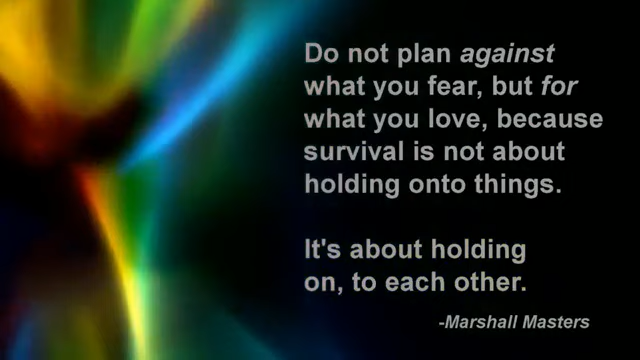 Do not plan against
what you fear, but for
what you love, because
survival is not about
holding onto things.
It's about holding
on, to each other.
-Marshall Masters